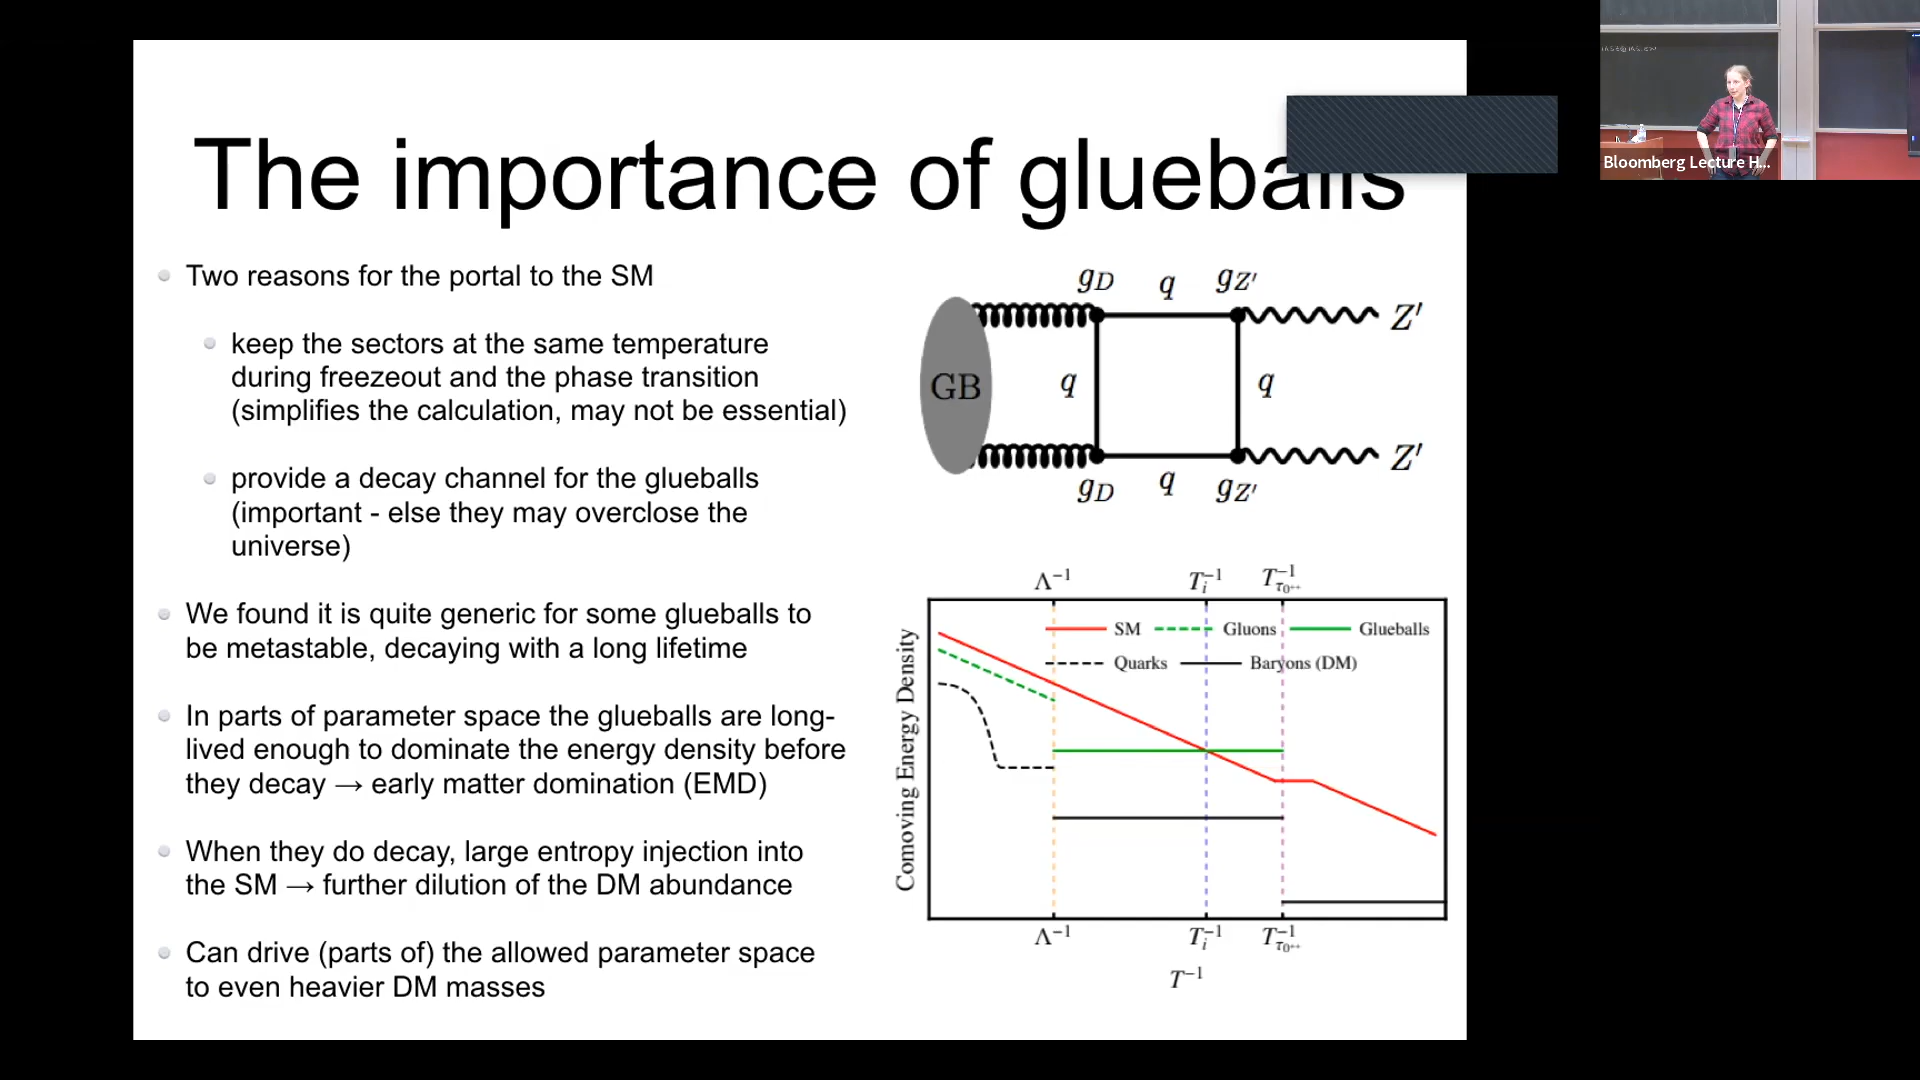 The importance of glueballs
Two reasons for the portal to the SM
keep the sectors at the same temperature
during freezeout and the phase transition
(simplifies the calculation, may not be essential)
provide a decay channel for the glueballs
(important - else they may overclose the
universe)
We found it is quite generic for some glueballs to
be metastable, decaying with a long lifetime
In parts of parameter space the glueballs are long-
lived enough to dominate the energy density before
they decay → early matter domination (EMD)
When they do decay, large entropy injection into
the SM → further dilution of the DM abundance
Can drive (parts of) the allowed parameter space
to even heavier DM masses
g_D q g_Z'
Z'
GB q q
Z'
g_D q g_Z'
Λ⁻¹ T_i⁻¹ T_τ₀₊₊⁻¹
SM Gluons Glueballs
Quarks Baryons (DM)
Comoving Energy Density
Λ⁻¹ T_i⁻¹ T_τ₀₊₊⁻¹
T⁻¹
Bloomberg Lecture H...